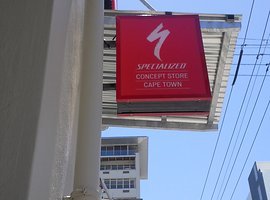 SPECIALIZED
CONCEPT STORE
CAPE TOWN